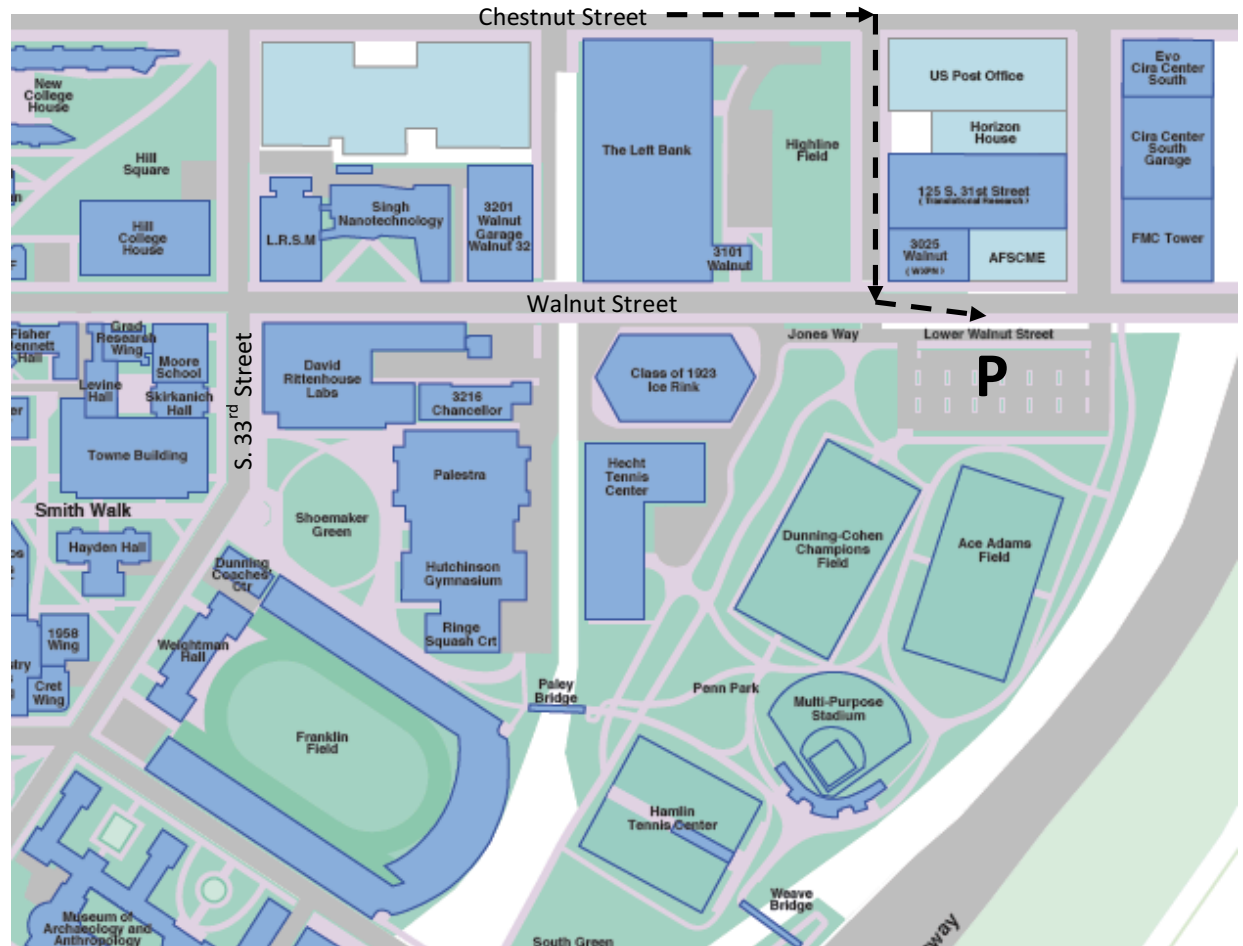 Chestnut Street
New
College
House
Hill
Square
Hill
College
House
L.R.S.M
Singh
Nanotechnology
3201
Walnut
Garage
Walnut 32
The Left Bank
3101
Walnut
Highline
Field
US Post Office
Horizon
House
125 S. 31st Street
(Translational Research)
3025
Walnut
(WXPN)
AFSCME
Evo
Cira Center
South
Cira Center
South
Garage
FMC Tower
Walnut Street
Fisher
Bennett
Hall
Grad
Research
Wing
Moore
School
Levine
Hall
Skirkanich
Hall
Towne Building
S. 33rd Street
David
Rittenhouse
Labs
3216
Chancellor
Class of 1923
Ice Rink
Jones Way
Lower Walnut Street
P
Smith Walk
Hayden Hall
Shoemaker
Green
Palestra
Hutchinson
Gymnasium
Ringe
Squash Crt
Hecht
Tennis
Center
Dunning-Cohen
Champions
Field
Ace Adams
Field
Dunning
Coaches'
Ctr
Weightman
Hall
1958
Wing
Cret
Wing
Paley
Bridge
Penn Park
Multi-Purpose
Stadium
Franklin
Field
Hamlin
Tennis Center
Weave
Bridge
Museum of
Archaeology and
Anthropology
South Green
way